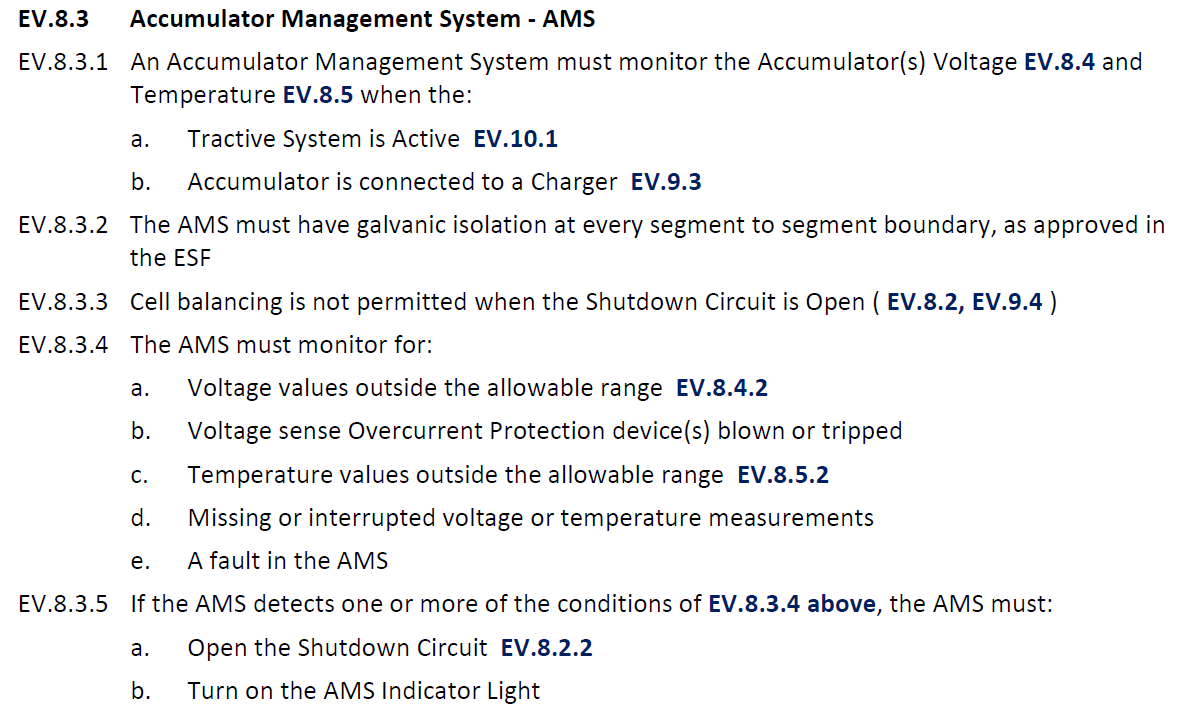 EV.8.3 Accumulator Management System - AMS
EV.8.3.1 An Accumulator Management System must monitor the Accumulator(s) Voltage EV.8.4 and
Temperature EV.8.5 when the:
a. Tractive System is Active EV.10.1
b. Accumulator is connected to a Charger EV.9.3
EV.8.3.2 The AMS must have galvanic isolation at every segment to segment boundary, as approved in
the ESF
EV.8.3.3 Cell balancing is not permitted when the Shutdown Circuit is Open ( EV.8.2, EV.9.4 )
EV.8.3.4 The AMS must monitor for:
a. Voltage values outside the allowable range EV.8.4.2
b. Voltage sense Overcurrent Protection device(s) blown or tripped
c. Temperature values outside the allowable range EV.8.5.2
d. Missing or interrupted voltage or temperature measurements
e. A fault in the AMS
EV.8.3.5 If the AMS detects one or more of the conditions of EV.8.3.4 above, the AMS must:
a. Open the Shutdown Circuit EV.8.2.2
b. Turn on the AMS Indicator Light